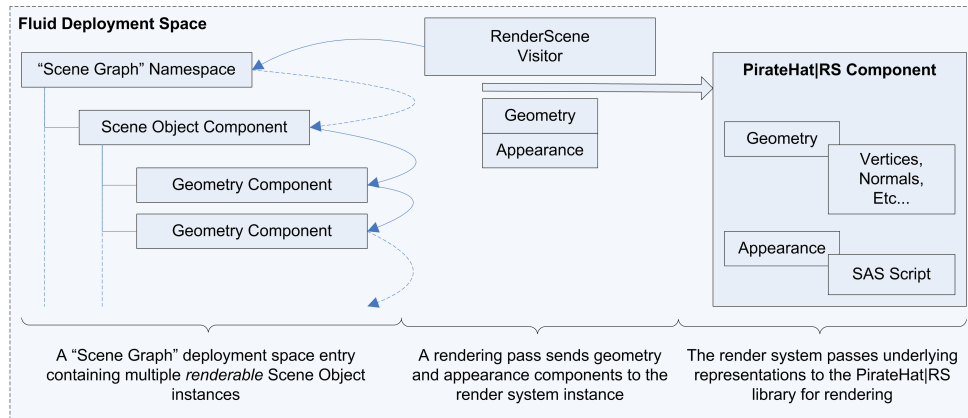 Fluid Deployment Space
RenderScene
Visitor
“Scene Graph” Namespace
PirateHat|RS Component
Scene Object Component
Geometry
Appearance
Geometry Component
Geometry Component
Geometry
Vertices,
Normals,
Etc...
Appearance
SAS Script
A “Scene Graph” deployment space entry
containing multiple renderable Scene Object
instances
A rendering pass sends geometry
and appearance components to the
render system instance
The render system passes underlying
representations to the PirateHat|RS
library for rendering